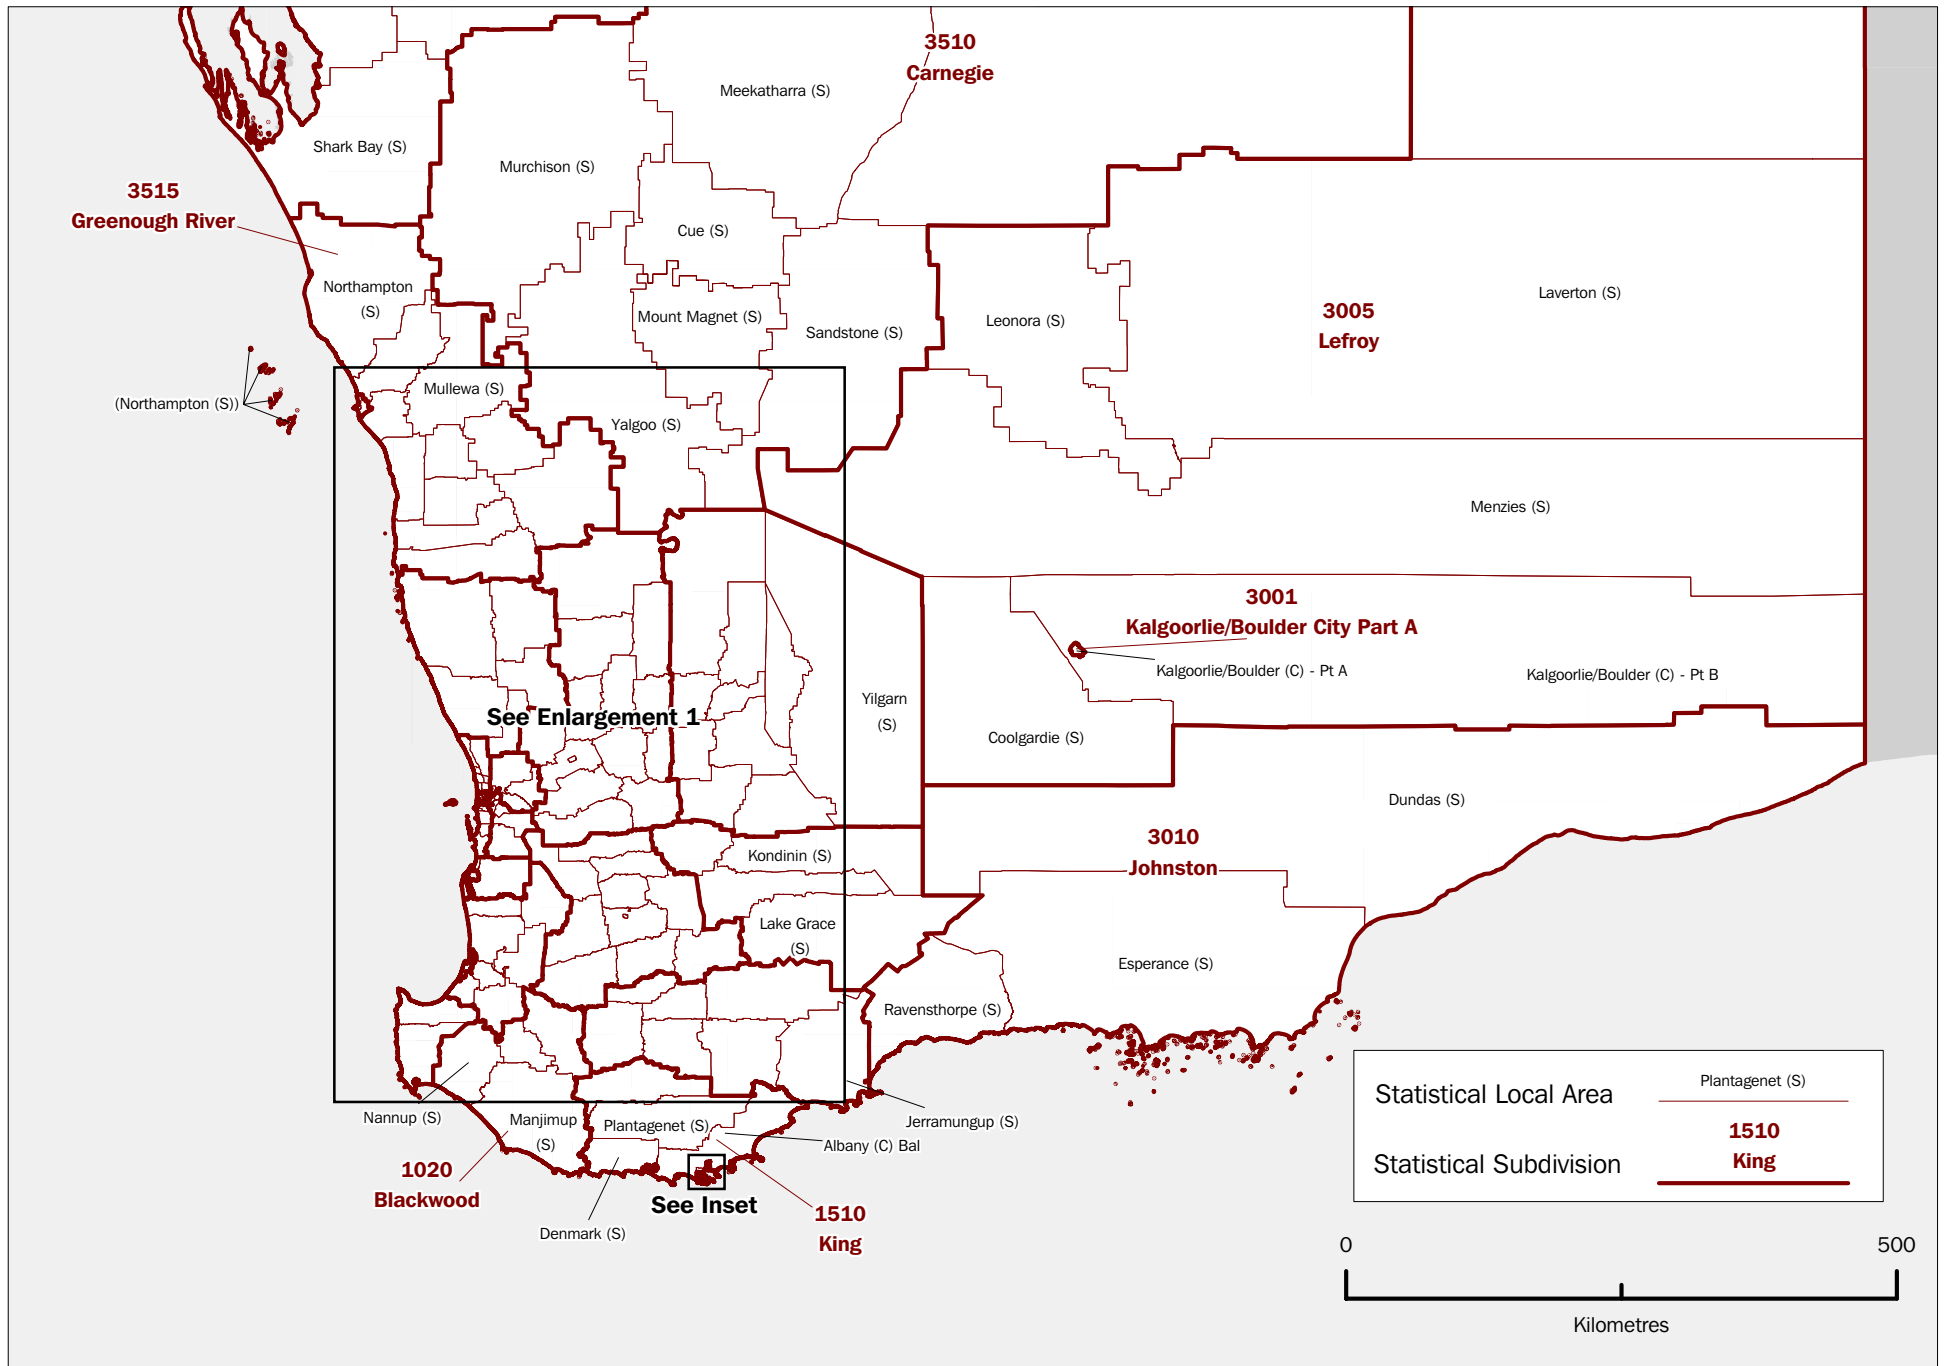 3510
Carnegie
Meekatharra (S)
Shark Bay (S)
Murchison (S)
3515
Greenough River
Cue (S)
Northampton
(S)
Mount Magnet (S)
Sandstone (S)
Leonora (S)
3005
Lefroy
Laverton (S)
(Northampton (S))
Mullewa (S)
Yalgoo (S)
Menzies (S)
3001
Kalgoorlie/Boulder City Part A
Kalgoorlie/Boulder (C) - Pt A
Kalgoorlie/Boulder (C) - Pt B
See Enlargement 1
Yilgarn
(S)
Coolgardie (S)
Dundas (S)
3010
Johnston
Kondinin (S)
Lake Grace
(S)
Esperance (S)
Ravensthorpe (S)
Nannup (S)
Manjimup
(S)
Plantagenet (S)
Jerramungup (S)
Albany (C) Bal
1020
Blackwood
See Inset
1510
King
Denmark (S)
Statistical Local Area
Plantagenet (S)
Statistical Subdivision
1510
King
0
500
Kilometres